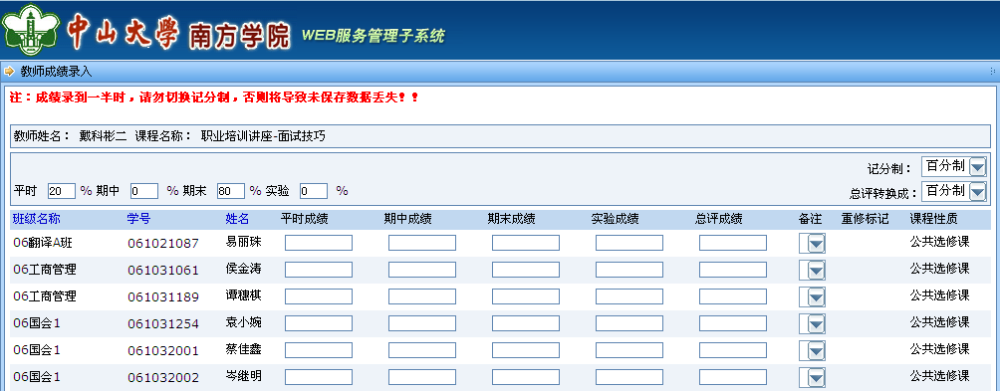 中山大學 南方学院 WEB服务管理子系统
教师成绩录入
注：成绩录到一半时，请勿切换记分制，否则将导致未保存数据丢失！！
教师姓名： 戴科彬二 课程名称： 职业培训讲座-面试技巧
记分制： 百分制
平时 20 % 期中 0 % 期末 80 % 实验 0 %
总评转换成： 百分制
班级名称 学号 姓名 平时成绩 期中成绩 期末成绩 实验成绩 总评成绩 备注 重修标记 课程性质
06翻译A班 061021087 易丽珠 公共选修课
06工商管理 061031061 侯金涛 公共选修课
06工商管理 061031189 谭穗棋 公共选修课
06国会1 061031254 袁小婉 公共选修课
06国会1 061032001 蔡佳鑫 公共选修课
06国会1 061032002 岑继明 公共选修课